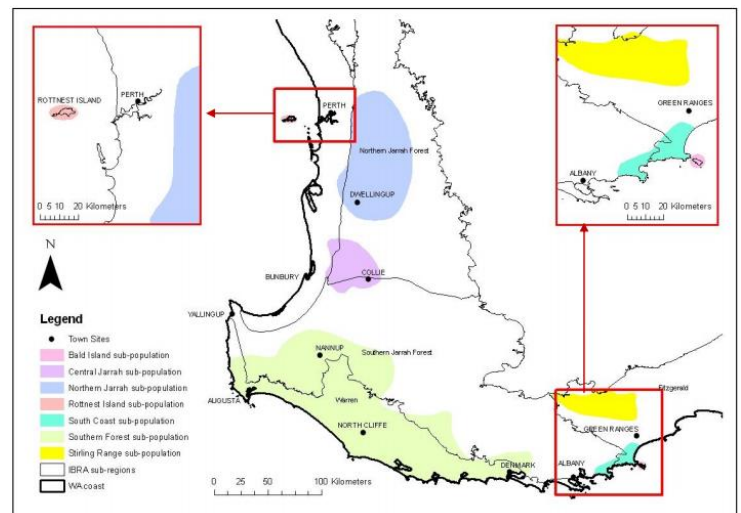 ROTTNEST ISLAND
PERTH
0 5 10 20 Kilometers
N
PERTH
Northern Jarrah Forest
DWELLINGUP
BUNBURY
COLLIE
YALLINGUP
NANNUP
Southern Jarrah Forest
AUGUSTA
Warren
NORTH CLIFFE
DENMARK
0 25 50 100 Kilometers
GREEN RANGES
ALBANY
0 5 10 20 Kilometers
Fitzgerald
GREEN RANGES
ALBANY
Legend
Town Sites
Bald Island sub-population
Central Jarrah sub-population
Northern Jarrah sub-population
Rottnest Island sub-population
South Coast sub-population
Southern Forest sub-population
Stirling Range sub-population
IBRA sub-regions
WA coast